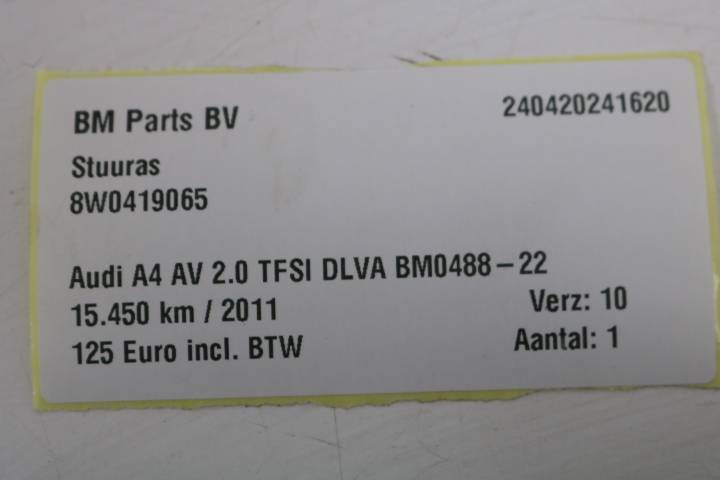 BM Parts BV 240420241620
Stuuras
8W0419065
Audi A4 AV 2.0 TFSI DLVA BM0488-22
15.450 km / 2011 Verz: 10
125 Euro incl. BTW Aantal: 1